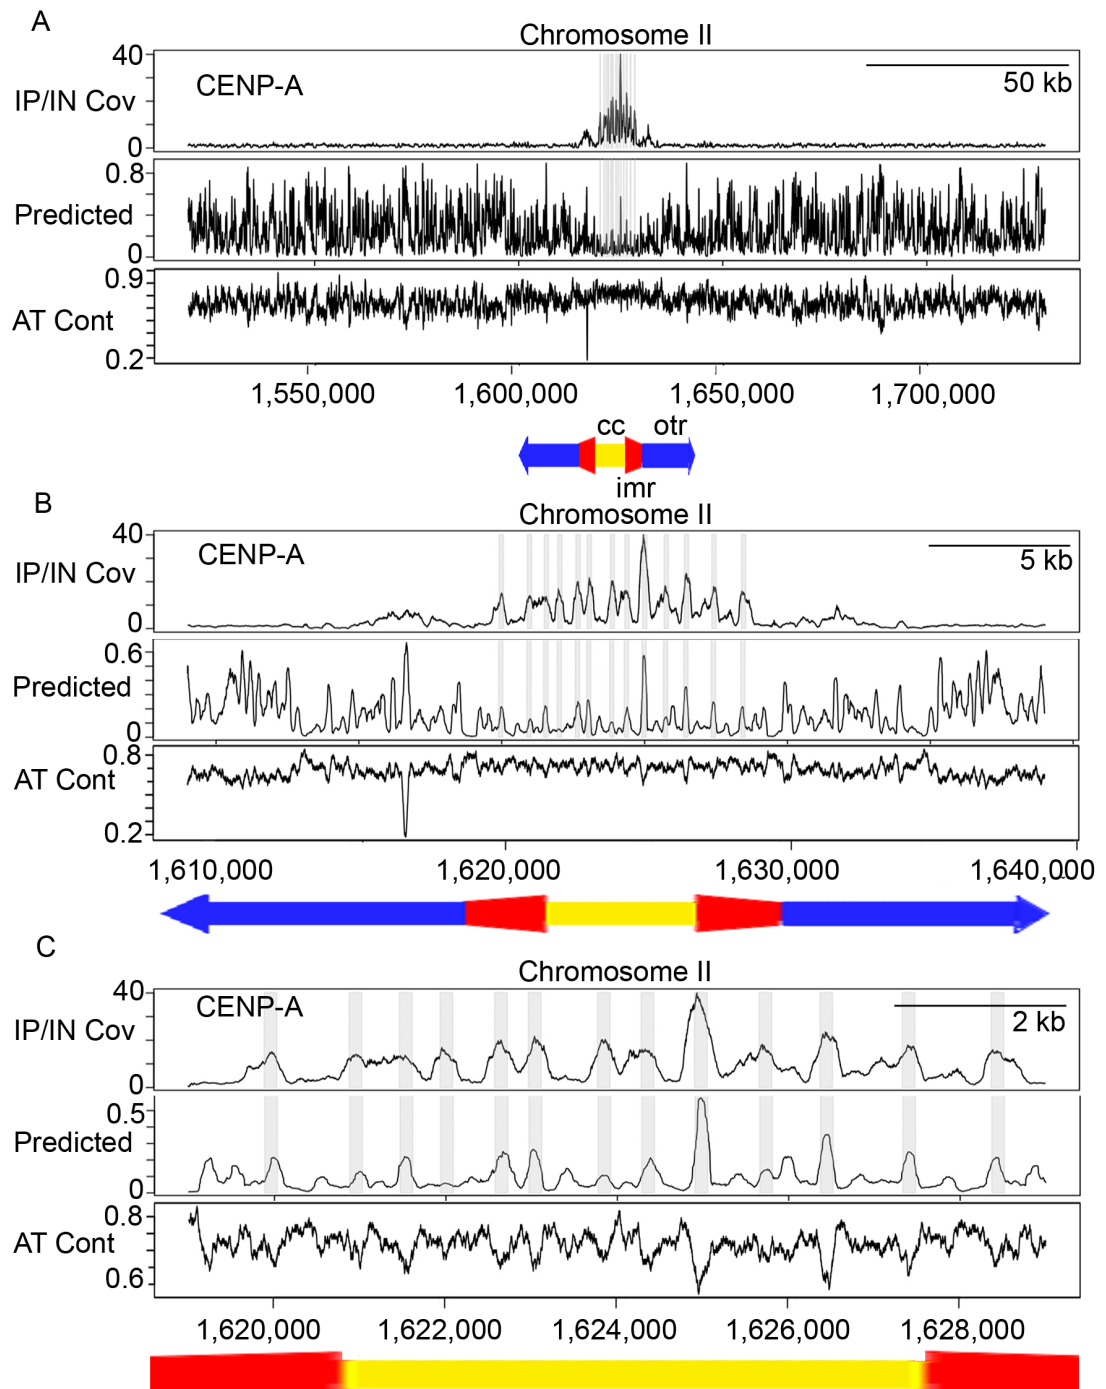 A
Chromosome II
40
IP/IN Cov
0
CENP-A
50 kb
0.8
Predicted
0
0.9
AT Cont
0.2
1,550,000 1,600,000 1,650,000 1,700,000
cc otr
imr
B
Chromosome II
40
IP/IN Cov
0
CENP-A
5 kb
0.6
Predicted
0
0.8
AT Cont
0.2
1,610,000 1,620,000 1,630,000 1,640,000
C
Chromosome II
40
IP/IN Cov
0
CENP-A
2 kb
0.5
Predicted
0
0.8
AT Cont
0.6
1,620,000 1,622,000 1,624,000 1,626,000 1,628,000